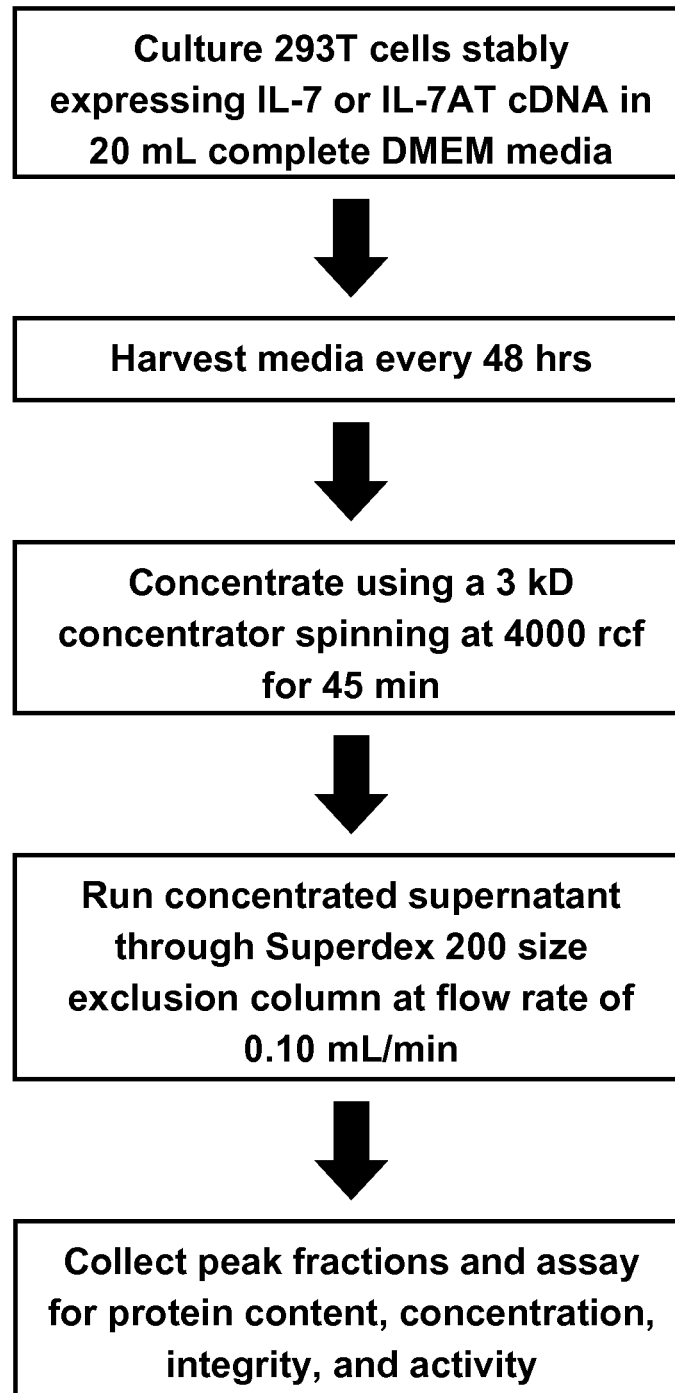 Culture 293T cells stably
expressing IL-7 or IL-7AT cDNA in
20 mL complete DMEM media
Harvest media every 48 hrs
Concentrate using a 3 kD
concentrator spinning at 4000 rcf
for 45 min
Run concentrated supernatant
through Superdex 200 size
exclusion column at flow rate of
0.10 mL/min
Collect peak fractions and assay
for protein content, concentration,
integrity, and activity